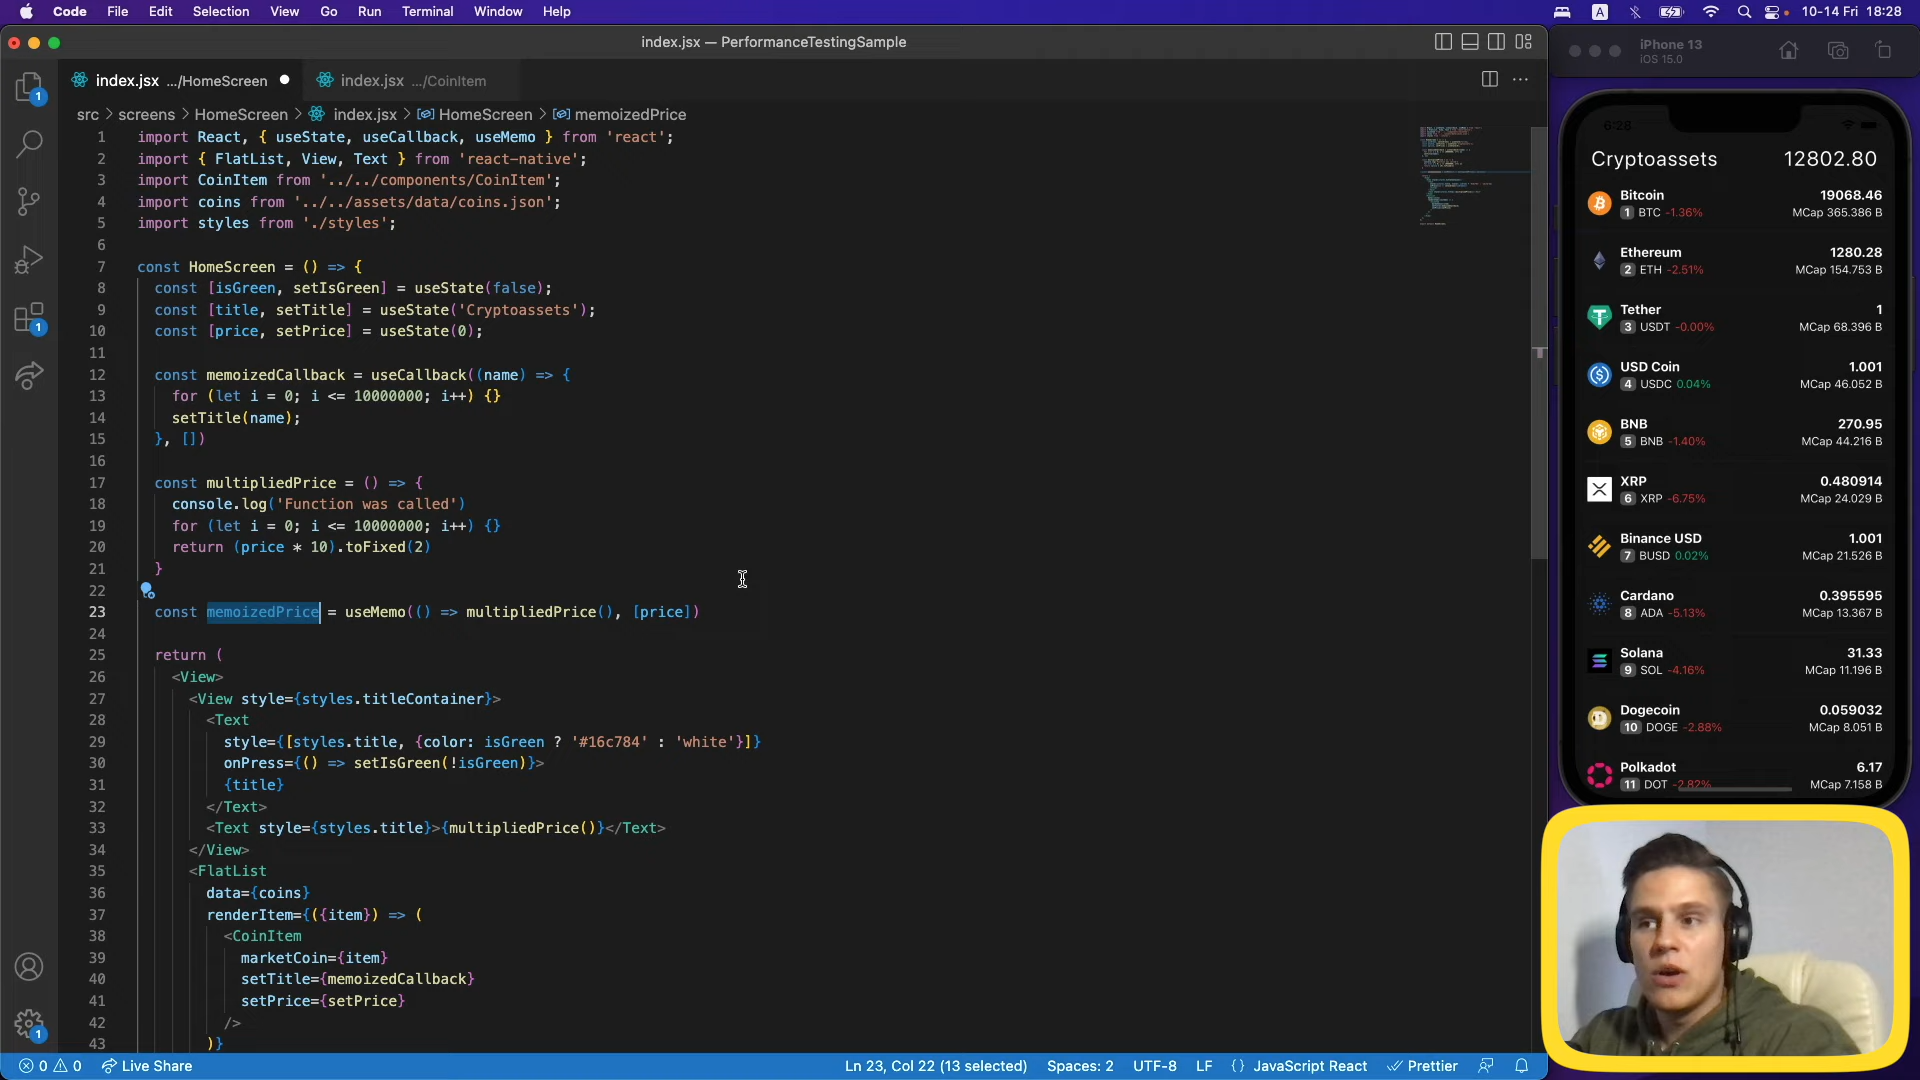 Code File Edit Selection View Go Run Terminal Window Help
A 10-14 Fri 18:28
index.jsx — PerformanceTestingSample
index.jsx .../HomeScreen
index.jsx .../CoinItem
src > screens > HomeScreen > index.jsx > HomeScreen > memoizedPrice
1 import React, { useState, useCallback, useMemo } from 'react';
2 import { FlatList, View, Text } from 'react-native';
3 import CoinItem from '../../components/CoinItem';
4 import coins from '../../assets/data/coins.json';
5 import styles from './styles';
6
7 const HomeScreen = () => {
8 const [isGreen, setIsGreen] = useState(false);
9 const [title, setTitle] = useState('Cryptoassets');
10 const [price, setPrice] = useState(0);
11
12 const memoizedCallback = useCallback((name) => {
13 for (let i = 0; i <= 10000000; i++) {}
14 setTitle(name);
15 }, [])
16
17 const multipliedPrice = () => {
18 console.log('Function was called')
19 for (let i = 0; i <= 10000000; i++) {}
20 return (price * 10).toFixed(2)
21 }
22
23 const memoizedPrice = useMemo(() => multipliedPrice(), [price])
24
25 return (
26 <View>
27 <View style={styles.titleContainer}>
28 <Text
29 style={[styles.title, {color: isGreen ? '#16c784' : 'white'}]}
30 onPress={() => setIsGreen(!isGreen)}>
31 {title}
32 </Text>
33 <Text style={styles.title}>{multipliedPrice()}</Text>
34 </View>
35 <FlatList
36 data={coins}
37 renderItem={({item}) => (
38 <CoinItem
39 marketCoin={item}
40 setTitle={memoizedCallback}
41 setPrice={setPrice}
42 />
43 )}
1
1
1
0 0 Live Share
Ln 23, Col 22 (13 selected) Spaces: 2 UTF-8 LF {} JavaScript React Prettier
iPhone 13
iOS 15.0
6:28
Cryptoassets 12802.80
Bitcoin 19068.46
1 BTC -1.36% MCap 365.386 B
Ethereum 1280.28
2 ETH -2.51% MCap 154.753 B
Tether 1
3 USDT -0.00% MCap 68.396 B
USD Coin 1.001
4 USDC 0.04% MCap 46.052 B
BNB 270.95
5 BNB -1.40% MCap 44.216 B
XRP 0.480914
6 XRP -6.75% MCap 24.029 B
Binance USD 1.001
7 BUSD 0.02% MCap 21.526 B
Cardano 0.395595
8 ADA -5.13% MCap 13.367 B
Solana 31.33
9 SOL -4.16% MCap 11.196 B
Dogecoin 0.059032
10 DOGE -2.88% MCap 8.051 B
Polkadot 6.17
11 DOT -2.82% MCap 7.158 B